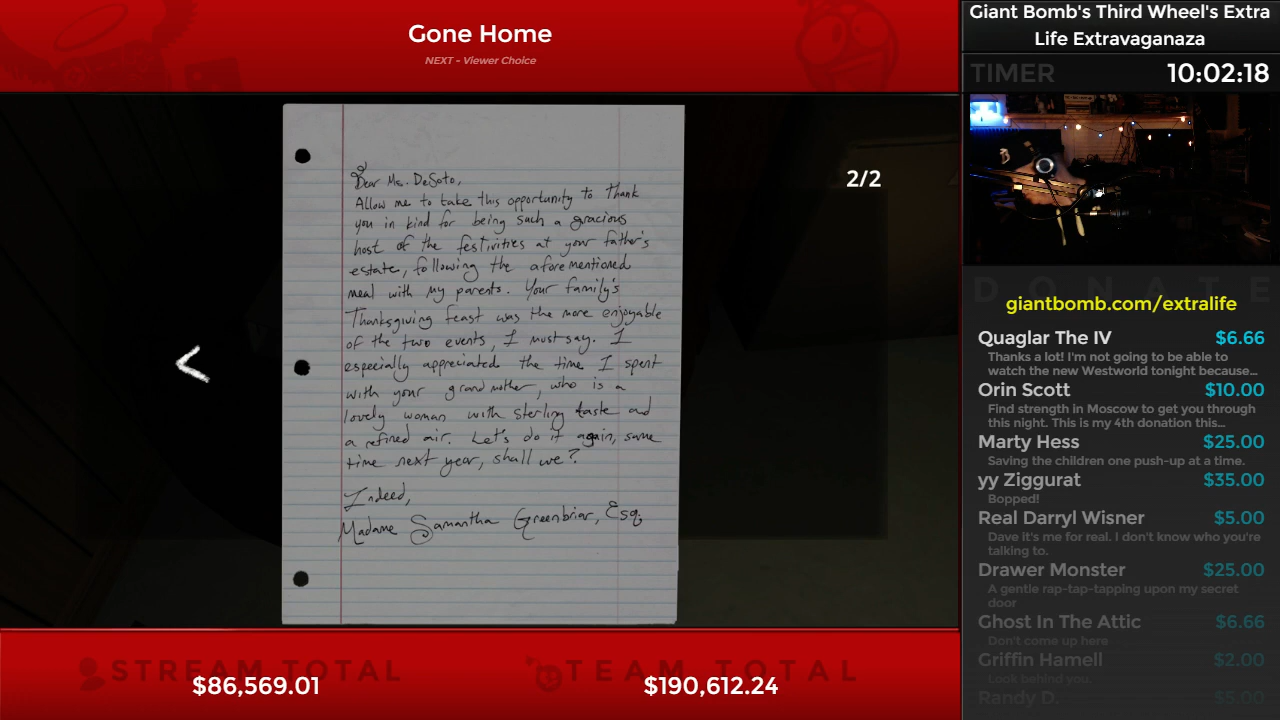 Gone Home
NEXT - Viewer Choice
Giant Bomb's Third Wheel's Extra
Life Extravaganaza
TIMER
10:02:18
2/2
Dear Ms. DeSoto,
Allow me to take this opportunity to thank
you in kind for being such a gracious
host of the festivities at your father's
estate, following the aforementioned
meal with my parents. Your family's
Thanksgiving feast was the more enjoyable
of the two events, I must say. I
especially appreciated the time I spent
with your grandmother, who is a
lovely woman with sterling taste and
a refined air. Let's do it again, same
time next year, shall we?
Indeed,
Madame Samantha Greenbriar, Esq.
DONATE
giantbomb.com/extralife
Quaglar The IV $6.66
Thanks a lot! I'm not going to be able to
watch the new Westworld tonight because...
Orin Scott $10.00
Find strength in Moscow to get you through
this night. This is my 4th donation this...
Marty Hess $25.00
Saving the children one push-up at a time.
yy Ziggurat $35.00
Bopped!
Real Darryl Wisner $5.00
Dave it's me for real. I don't know who you're
talking to.
Drawer Monster $25.00
A gentle rap-tap-tapping upon my secret
door
Ghost In The Attic $6.66
Don't come up here
Griffin Hamell $2.00
Look behind you.
Randy D. $5.00
STREAM TOTAL
$86,569.01
TEAM TOTAL
$190,612.24